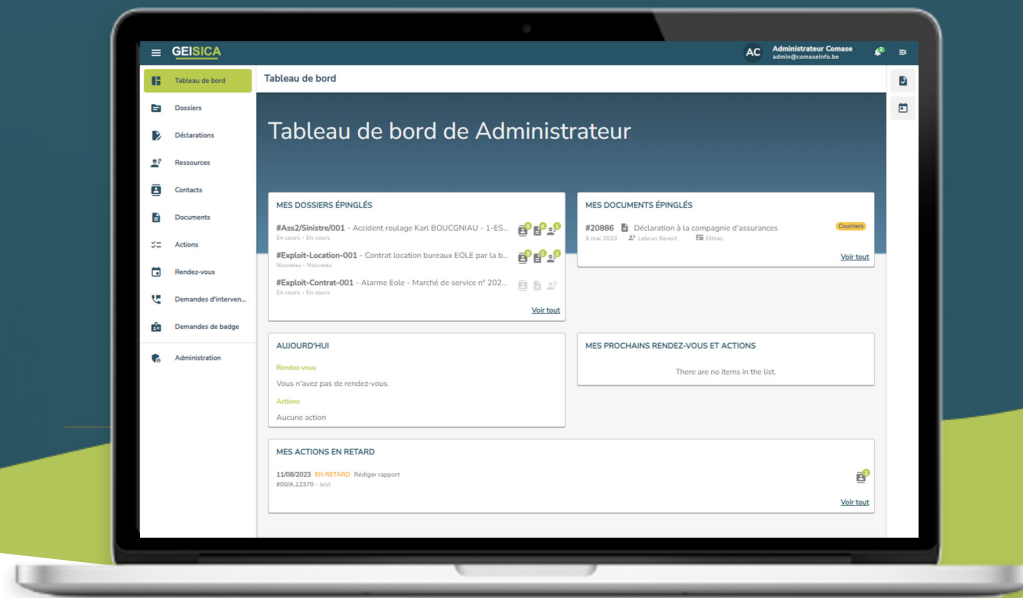 GEISICA
AC
Administrateur Comase
admin@comaseinfo.be
Tableau de bord
Dossiers
Déclarations
Ressources
Contacts
Documents
Actions
Rendez-vous
Demandes d'interven...
Demandes de badge
Administration
Tableau de bord
Tableau de bord de Administrateur
MES DOSSIERS ÉPINGLÉS
#Ass2/Sinistre/001 - Accident roulage Karl BOUCGNIAU - 1-ES...
En cours - En cours
#Exploit-Location-001 - Contrat location bureaux EOLE par la b...
Nouveau - Nouveau
#Exploit-Contrat-001 - Alarme Eole - Marché de service n° 202...
En cours - En cours
Voir tout
MES DOCUMENTS ÉPINGLÉS
#20886 Déclaration à la compagnie d'assurances
Courriers
5 mai 2023 Lebrun Benoit Ethias
Voir tout
AUJOURD'HUI
Rendez-vous
Vous n'avez pas de rendez-vous.
Actions
Aucune action
MES PROCHAINS RENDEZ-VOUS ET ACTIONS
There are no items in the list.
MES ACTIONS EN RETARD
11/08/2023 EN RETARD Rédiger rapport
#00/A.12370 - test
Voir tout